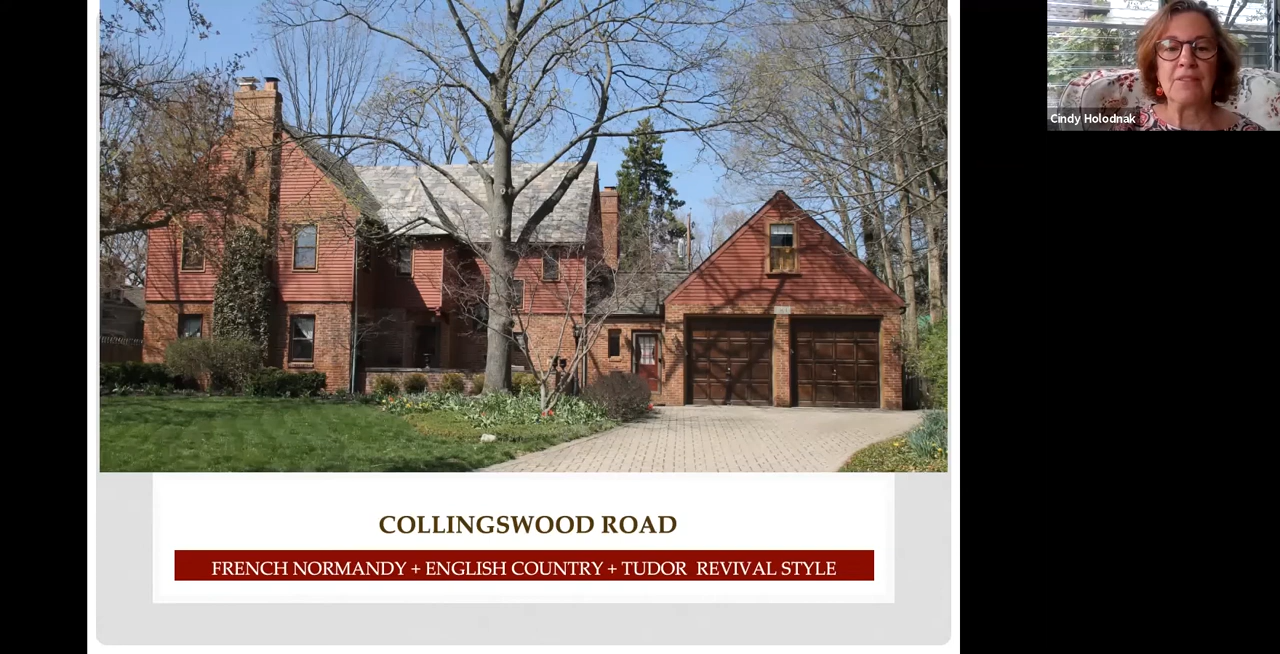 Cindy Holodnak
COLLINGSWOOD ROAD
FRENCH NORMANDY + ENGLISH COUNTRY + TUDOR REVIVAL STYLE